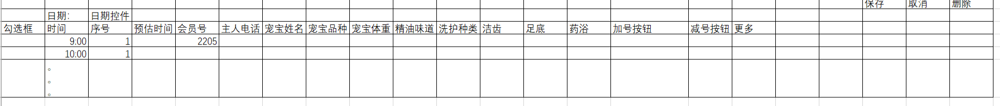 保存 取消 删除
日期: 日期控件
勾选框 时间 序号 预估时间 会员号 主人电话 宠宝姓名 宠宝品种 宠宝体重 精油味道 洗护种类 洁齿 足底 药浴 加号按钮 减号按钮 更多
9:00 1 2205
10:00 1
。
。
。